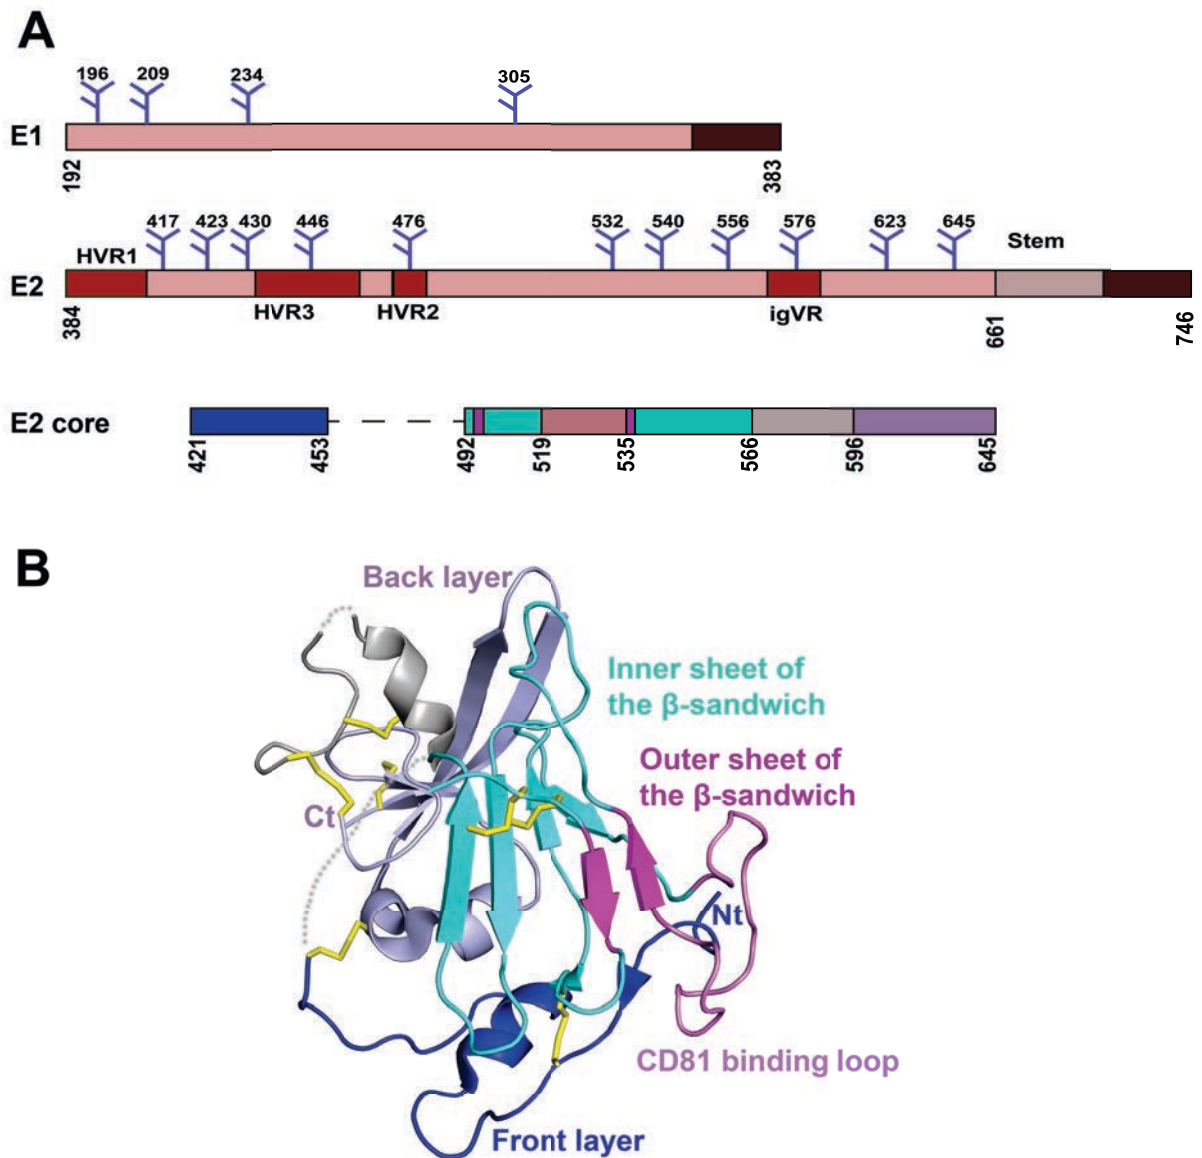 A
196 209 234 305
E1
192 383
417 423 430 446 476 532 540 556 576 623 645
HVR1 Stem
E2
384 HVR3 HVR2 igVR 661 746
E2 core
421 453 492 519 535 566 596 645
B
Back layer
Inner sheet of
the β-sandwich
Outer sheet of
the β-sandwich
Ct
Nt
CD81 binding loop
Front layer